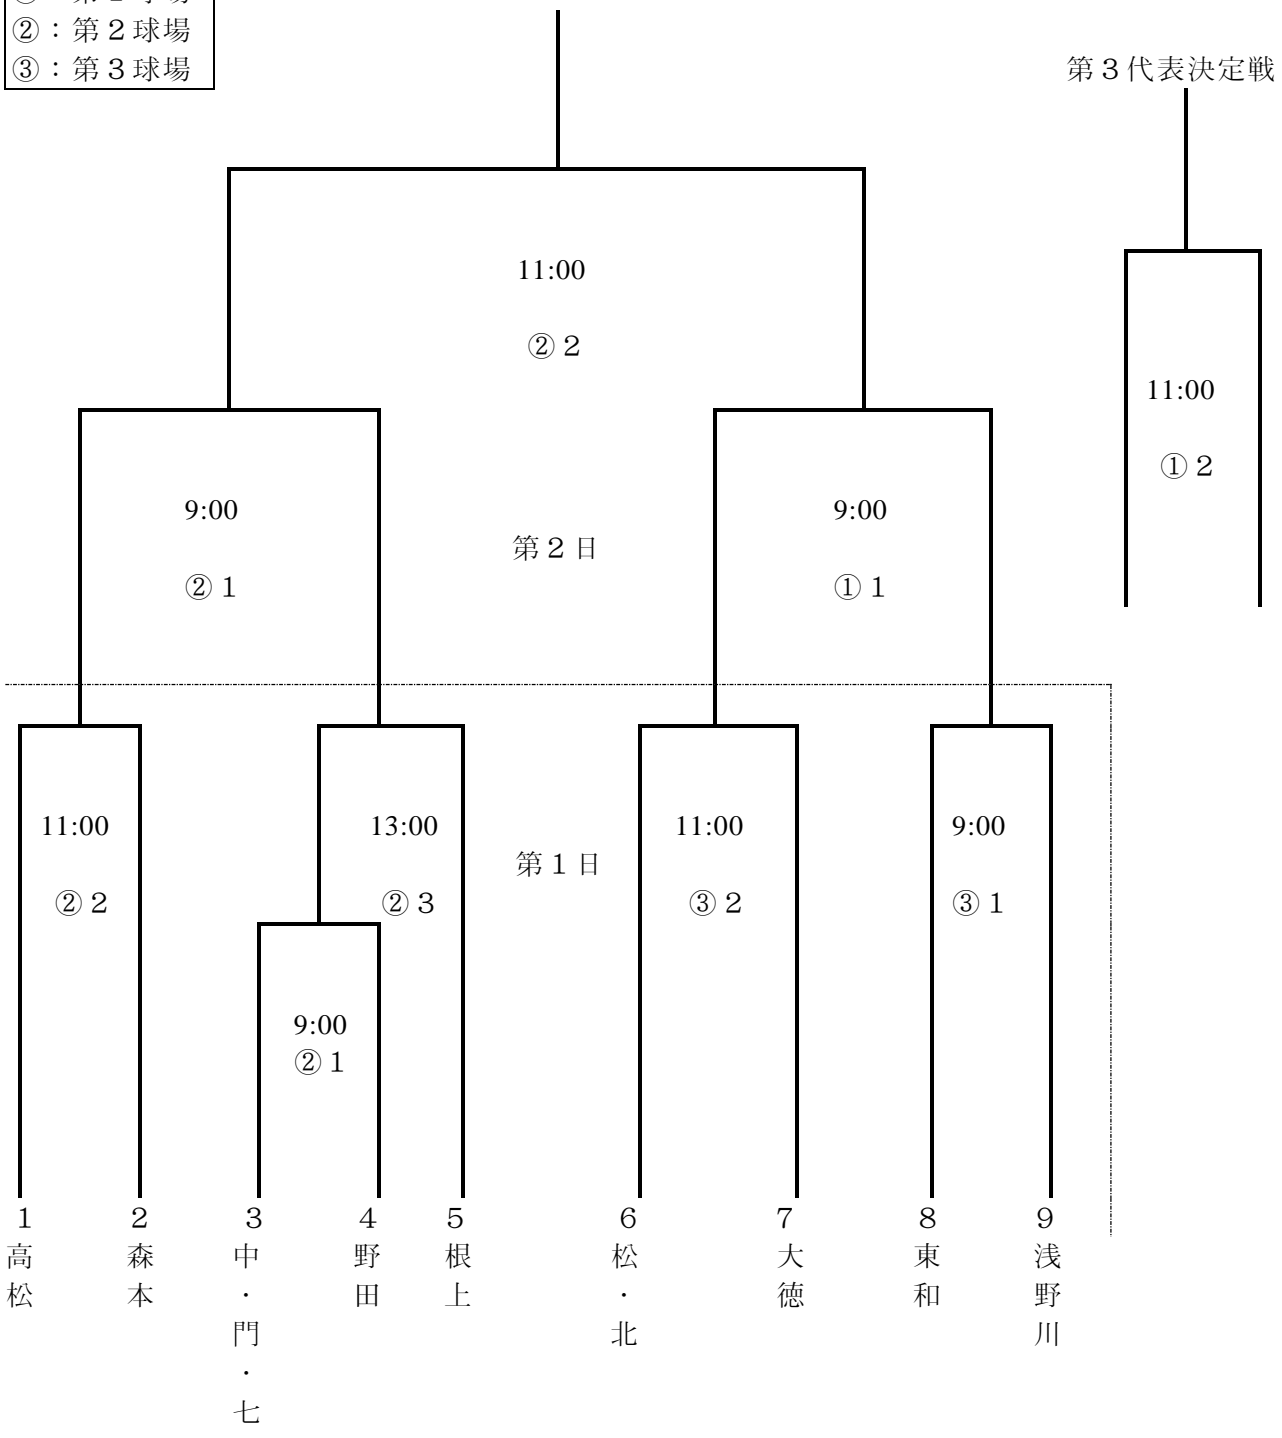 ②：第２球場
③：第３球場
第３代表決定戦
11:00
②２
11:00
①２
9:00
②１
第２日
9:00
①１
11:00
②２
13:00
②３
第１日
11:00
③２
9:00
③１
9:00
②１
１
高松
２
森本
３
中・門・七
４
野田
５
根上
６
松・北
７
大徳
８
東和
９
浅野川